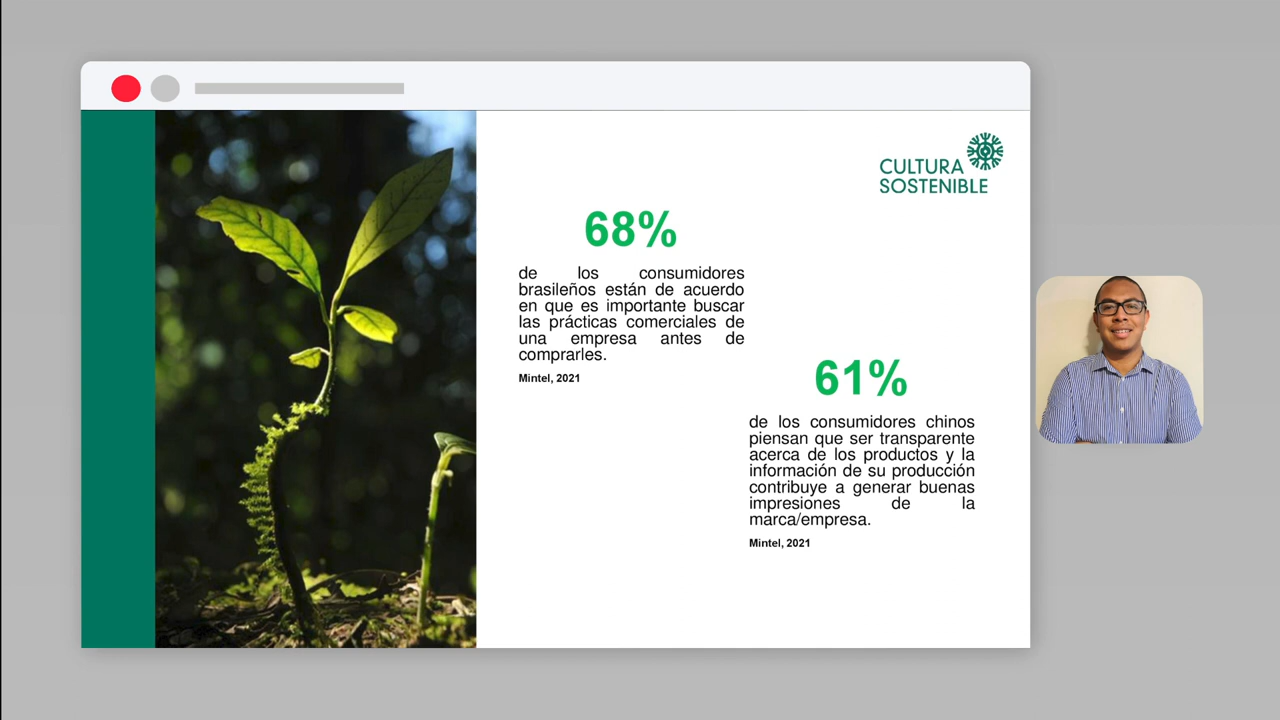 CULTURA
SOSTENIBLE
68%
de los consumidores
brasileños están de acuerdo
en que es importante buscar
las prácticas comerciales de
una empresa antes de
comprarles.
Mintel, 2021
61%
de los consumidores chinos
piensan que ser transparente
acerca de los productos y la
información de su producción
contribuye a generar buenas
impresiones de la
marca/empresa.
Mintel, 2021